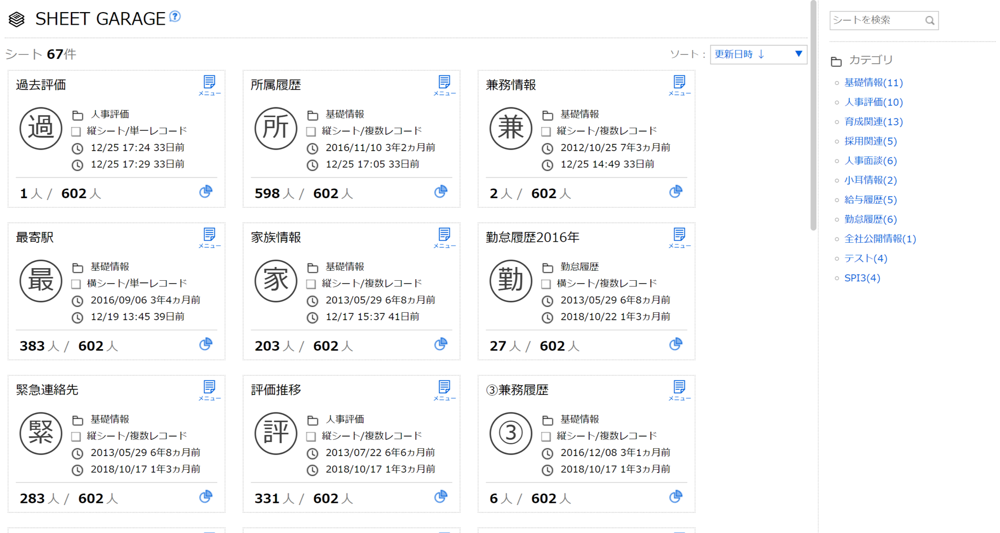 SHEET GARAGE ?
シート 67件
ソート： 更新日時 ↓ ▼
過去評価
メニュー
過
人事評価
縦シート/単一レコード
12/25 17:24 33日前
12/25 17:29 33日前
1 人 / 602 人
所属履歴
メニュー
所
基礎情報
縦シート/複数レコード
2016/11/10 3年2ヵ月前
12/25 17:05 33日前
598 人 / 602 人
兼務情報
メニュー
兼
基礎情報
縦シート/複数レコード
2012/10/25 7年3ヵ月前
12/25 14:49 33日前
2 人 / 602 人
最寄駅
メニュー
最
基礎情報
横シート/単一レコード
2016/09/06 3年4ヵ月前
12/19 13:45 39日前
383 人 / 602 人
家族情報
メニュー
家
基礎情報
縦シート/複数レコード
2013/05/29 6年8ヵ月前
12/17 15:37 41日前
203 人 / 602 人
勤怠履歴2016年
メニュー
勤
勤怠履歴
横シート/複数レコード
2013/05/29 6年8ヵ月前
2018/10/22 1年3ヵ月前
27 人 / 602 人
緊急連絡先
メニュー
緊
基礎情報
縦シート/複数レコード
2013/05/29 6年8ヵ月前
2018/10/17 1年3ヵ月前
283 人 / 602 人
評価推移
メニュー
評
人事評価
縦シート/複数レコード
2013/07/22 6年6ヵ月前
2018/10/17 1年3ヵ月前
331 人 / 602 人
③兼務履歴
メニュー
③
基礎情報
縦シート/複数レコード
2016/12/08 3年1ヵ月前
2018/10/17 1年3ヵ月前
6 人 / 602 人
シートを検索
カテゴリ
基礎情報(11)
人事評価(10)
育成関連(13)
採用関連(5)
人事面談(6)
小耳情報(2)
給与履歴(5)
勤怠履歴(6)
全社公開情報(1)
テスト(4)
SPI3(4)